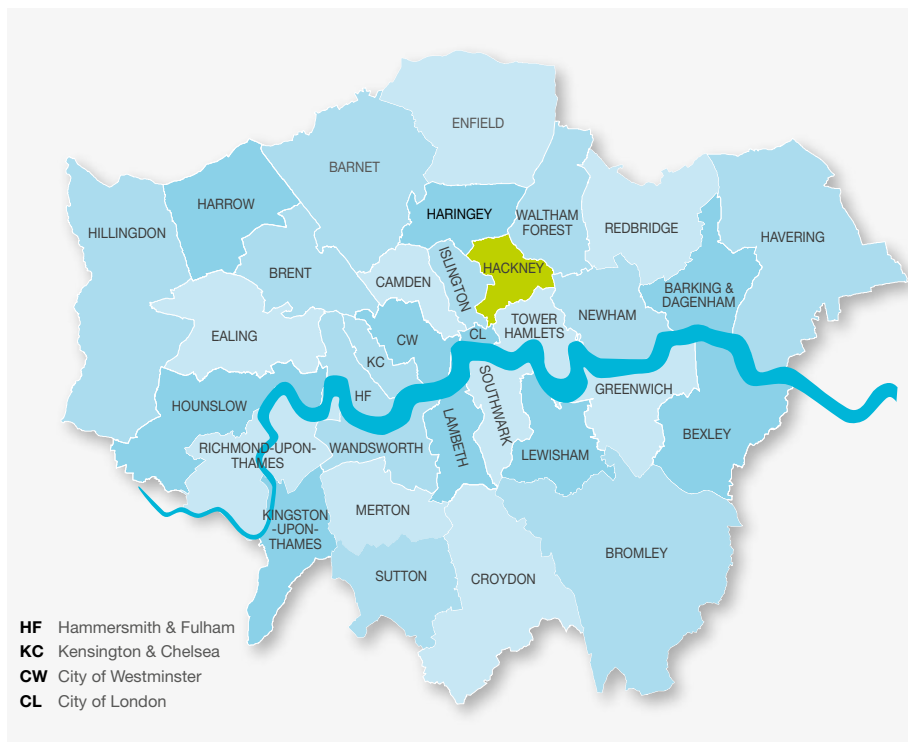 ENFIELD
BARNET
HARROW
HARINGEY
WALTHAM
FOREST
REDBRIDGE
HILLINGDON
HAVERING
BRENT
CAMDEN
ISLINGTON
HACKNEY
BARKING &
DAGENHAM
EALING
CW
CL
TOWER
HAMLETS
NEWHAM
KC
HF
HOUNSLOW
GREENWICH
RICHMOND-UPON-
THAMES
WANDSWORTH
LAMBETH
SOUTHWARK
LEWISHAM
BEXLEY
KINGSTON
-UPON-
THAMES
MERTON
SUTTON
CROYDON
BROMLEY
HF Hammersmith & Fulham
KC Kensington & Chelsea
CW City of Westminster
CL City of London